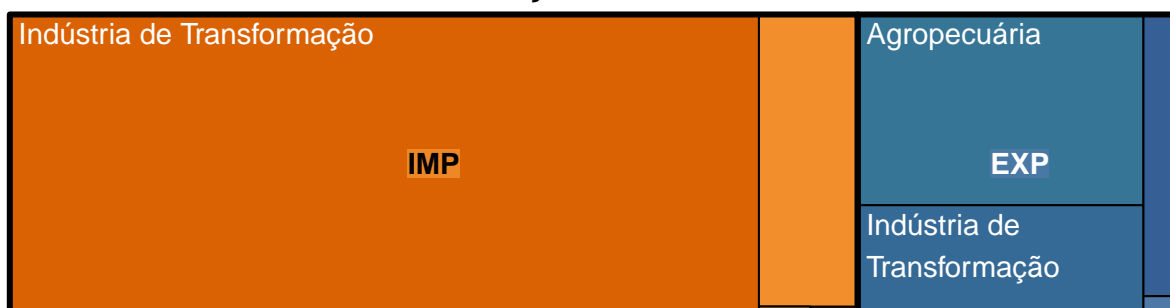 Indústria de Transformação
IMP
Agropecuária
EXP
Indústria de
Transformação